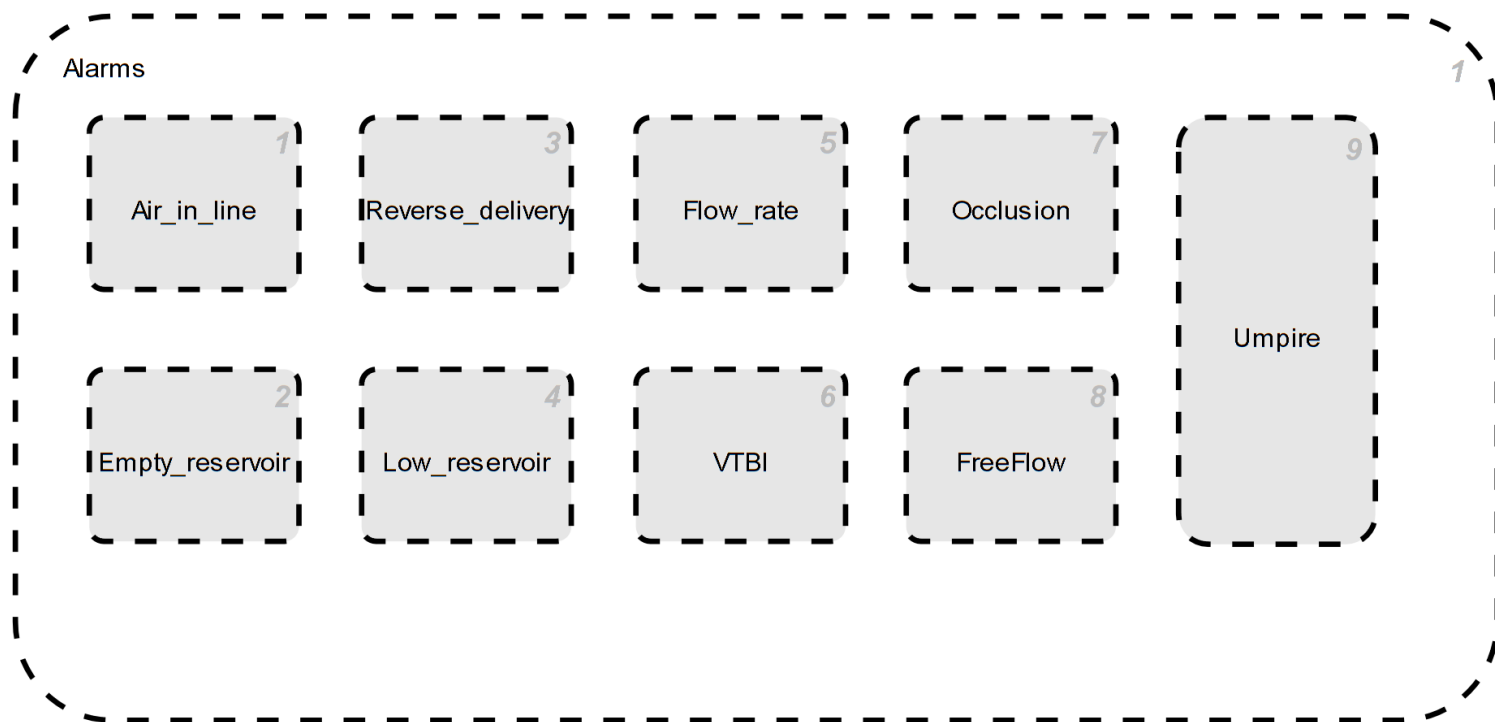 Alarms
1
1
Air_in_line
3
Reverse_delivery
5
Flow_rate
7
Occlusion
9
Umpire
2
Empty_reservoir
4
Low_reservoir
6
VTBI
8
FreeFlow